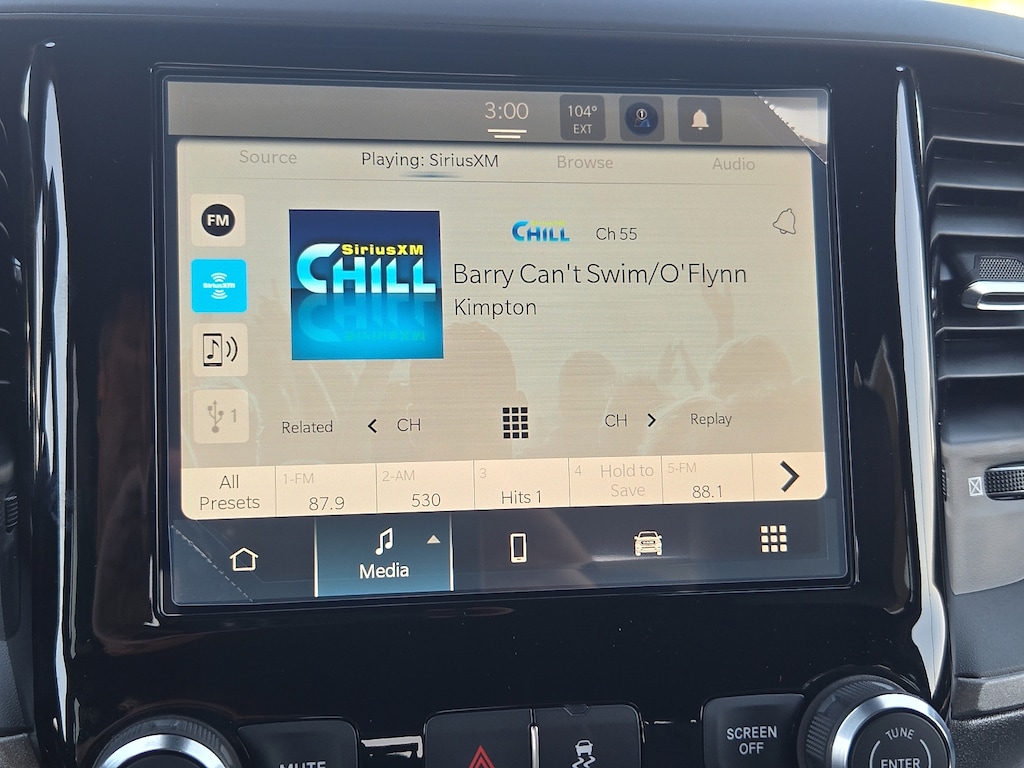 3:00
104°
EXT
1
Source
Playing: SiriusXM
Browse
Audio
FM
SiriusXM
CHILL
CHILL
Ch 55
Barry Can't Swim/O'Flynn
Kimpton
SiriusXM
1
Related
CH
CH
Replay
All
Presets
1-FM
87.9
2-AM
530
3
Hits 1
4
Hold to
Save
5-FM
88.1
Media
MUTE
SCREEN
OFF
TUNE
ENTER